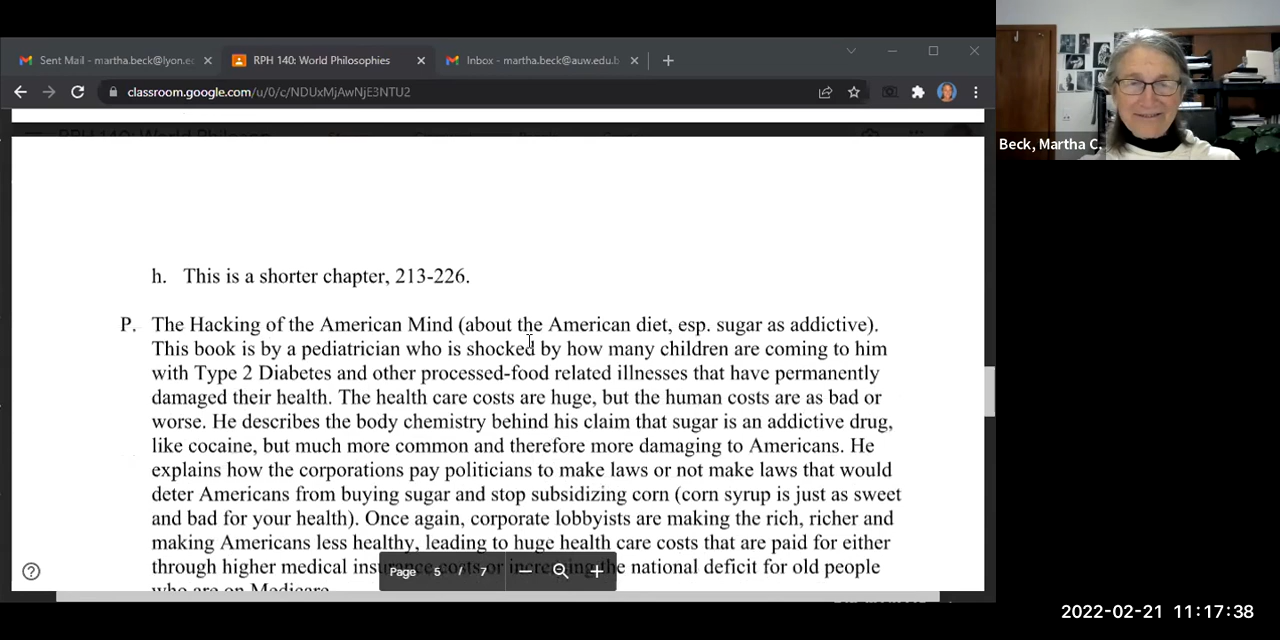 Sent Mail - martha.beck@lyon.e
RPH 140: World Philosophies
Inbox - martha.beck@auw.edu.b
classroom.google.com/u/0/c/NDUxMjAwNjE3NTU2
Beck, Martha C.
h. This is a shorter chapter, 213-226.
P. The Hacking of the American Mind (about the American diet, esp. sugar as addictive).
This book is by a pediatrician who is shocked by how many children are coming to him
with Type 2 Diabetes and other processed-food related illnesses that have permanently
damaged their health. The health care costs are huge, but the human costs are as bad or
worse. He describes the body chemistry behind his claim that sugar is an addictive drug,
like cocaine, but much more common and therefore more damaging to Americans. He
explains how the corporations pay politicians to make laws or not make laws that would
deter Americans from buying sugar and stop subsidizing corn (corn syrup is just as sweet
and bad for your health). Once again, corporate lobbyists are making the rich, richer and
making Americans less healthy, leading to huge health care costs that are paid for either
through higher medical insurance costs or increasing the national deficit for old people
who are on Medicare
Page 5 / 7
2022-02-21 11:17:38